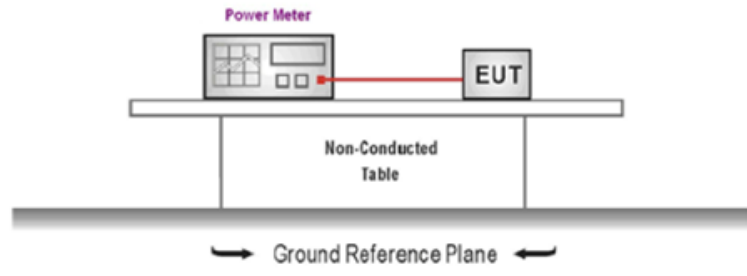 Power Meter
EUT
Non-Conducted
Table
Ground Reference Plane